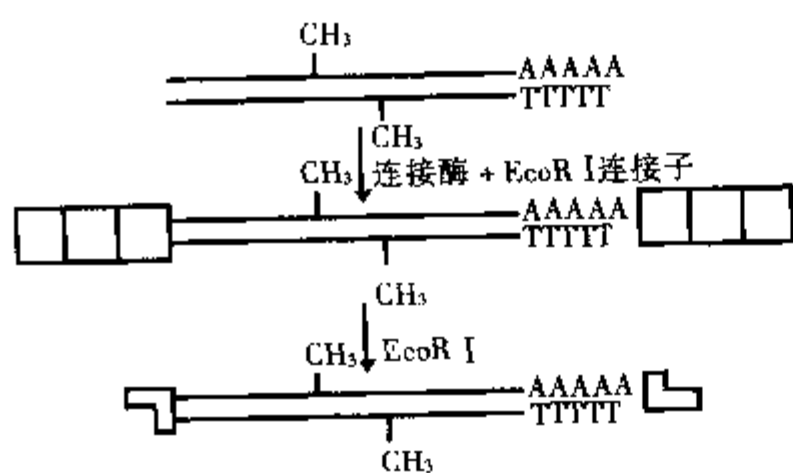 CH₃
AAAAA
TTTTT
CH₃
连接酶 + EcoR I连接子
CH₃
AAAAA
TTTTT
CH₃
EcoR I
CH₃
AAAAA
TTTTT
CH₃